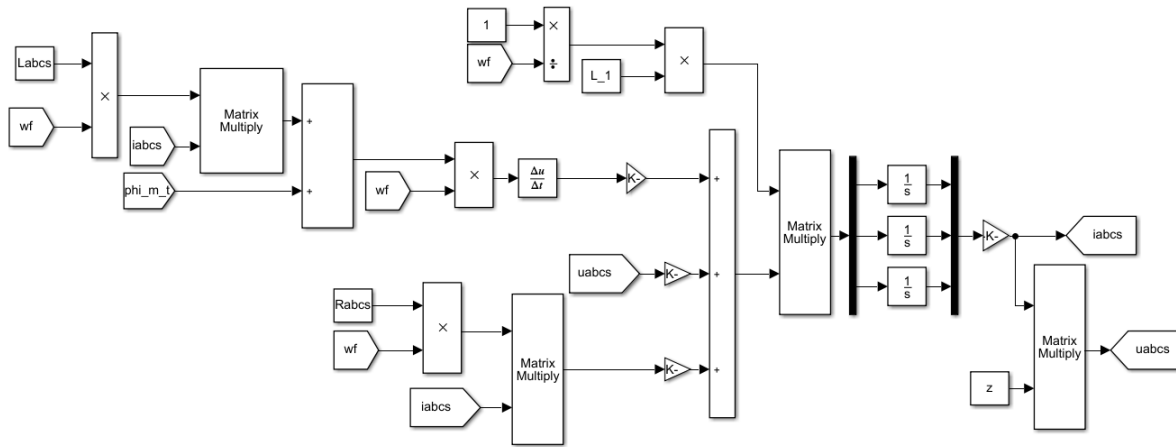 1
×
÷
wf
L_1
×
Labcs
wf
×
iabcs
phi_m_t
Matrix
Multiply
+
+
wf
×
Δu
Δt
K-
uabcs
K-
Rabcs
wf
×
iabcs
Matrix
Multiply
K-
+
+
+
Matrix
Multiply
1
s
1
s
1
s
K-
iabcs
z
Matrix
Multiply
uabcs